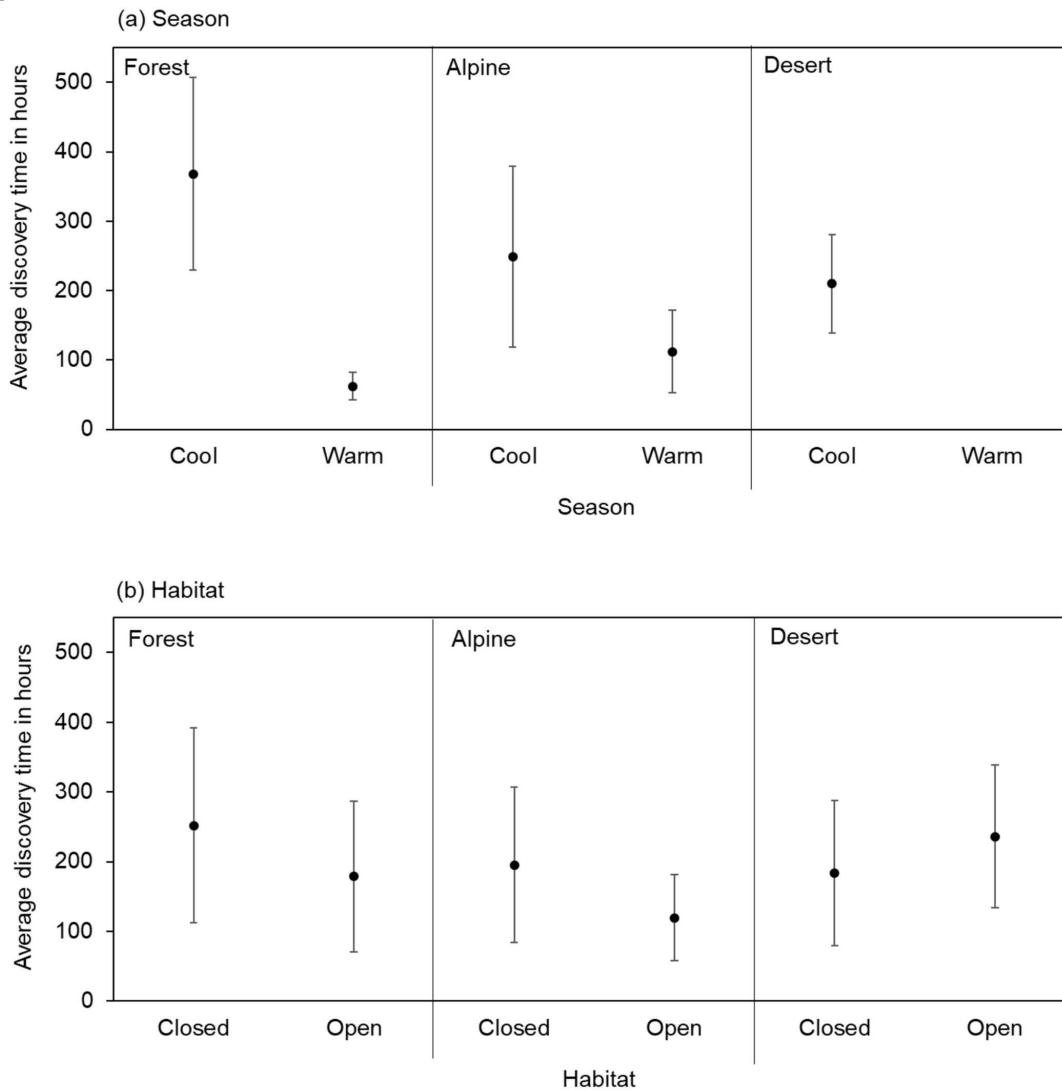 (a) Season
Forest Alpine Desert
Average discovery time in hours
500
400
300
200
100
0
Cool Warm Cool Warm Cool Warm
Season
(b) Habitat
Forest Alpine Desert
Average discovery time in hours
500
400
300
200
100
0
Closed Open Closed Open Closed Open
Habitat